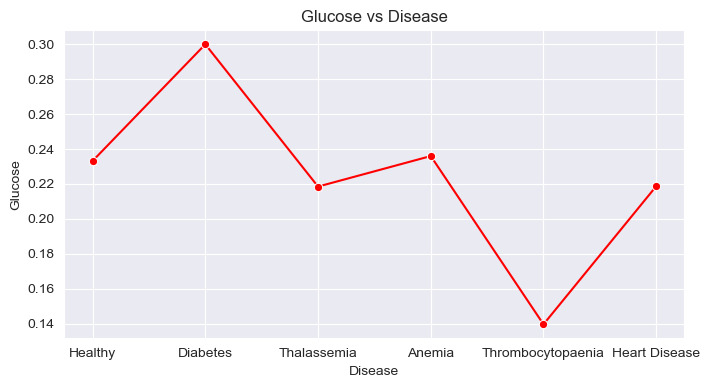 Glucose vs Disease
Glucose
0.30
0.28
0.26
0.24
0.22
0.20
0.18
0.16
0.14
Healthy Diabetes Thalassemia Anemia Thrombocytopaenia Heart Disease
Disease